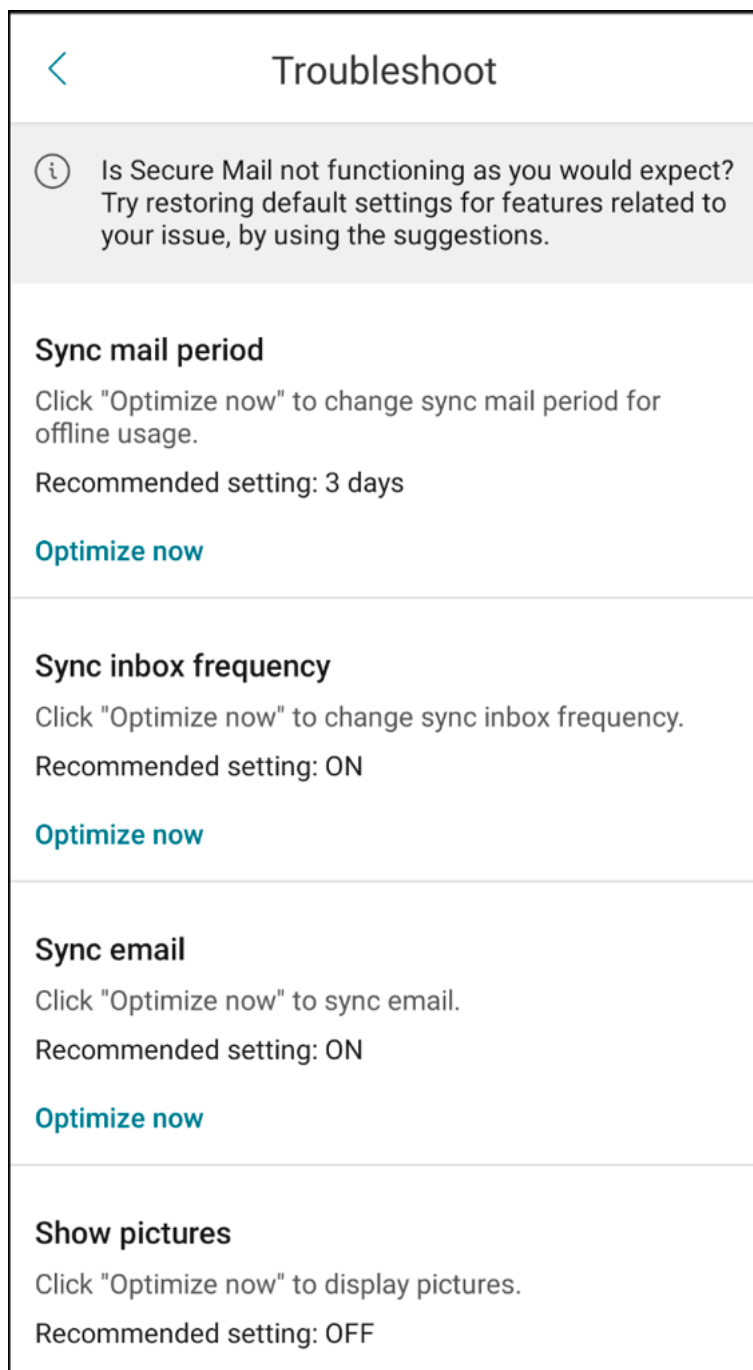 Troubleshoot
Is Secure Mail not functioning as you would expect?
Try restoring default settings for features related to
your issue, by using the suggestions.
Sync mail period
Click "Optimize now" to change sync mail period for
offline usage.
Recommended setting: 3 days
Optimize now
Sync inbox frequency
Click "Optimize now" to change sync inbox frequency.
Recommended setting: ON
Optimize now
Sync email
Click "Optimize now" to sync email.
Recommended setting: ON
Optimize now
Show pictures
Click "Optimize now" to display pictures.
Recommended setting: OFF